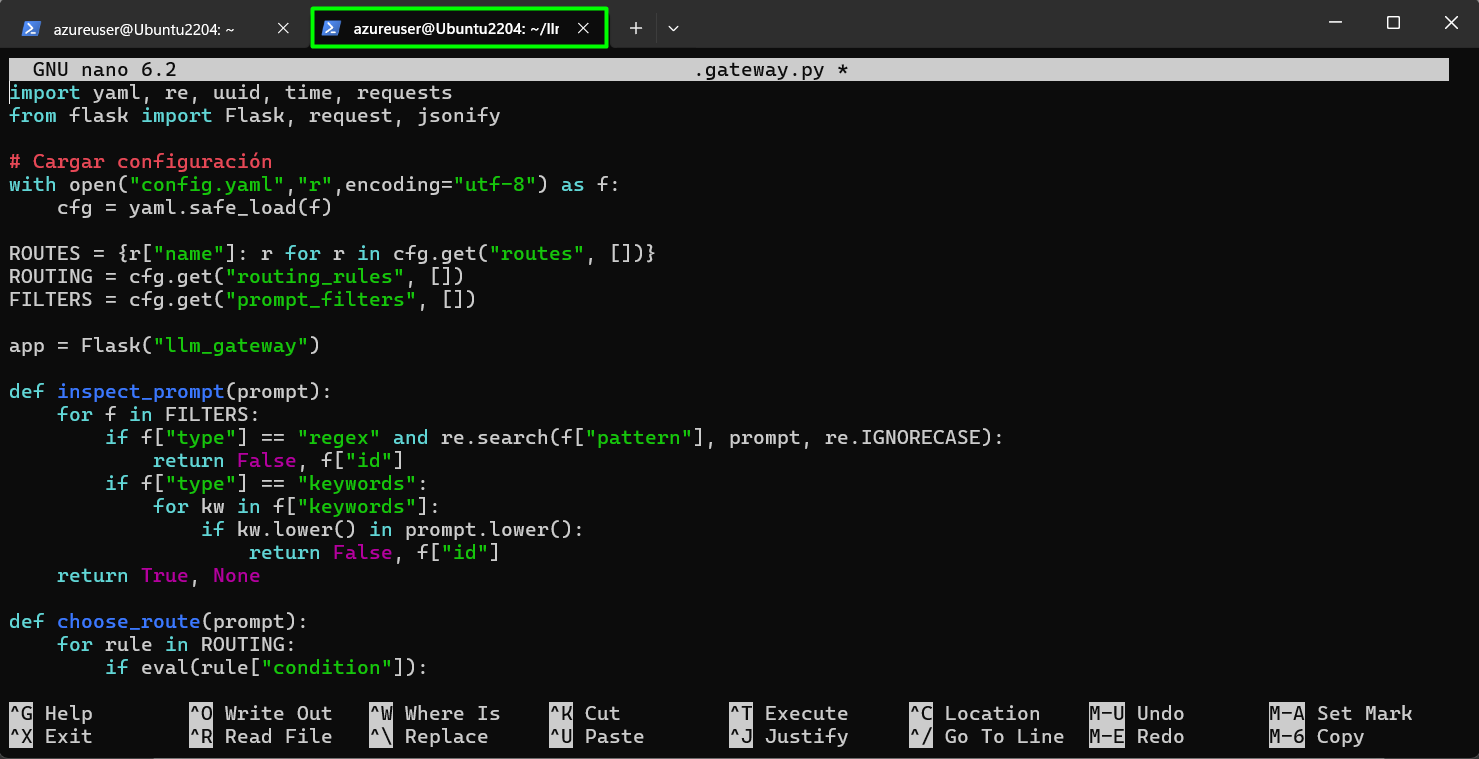 azureuser@Ubuntu2204: ~
azureuser@Ubuntu2204: ~/llm
GNU nano 6.2 .gateway.py *
import yaml, re, uuid, time, requests
from flask import Flask, request, jsonify
# Cargar configuración
with open("config.yaml","r",encoding="utf-8") as f:
    cfg = yaml.safe_load(f)
ROUTES = {r["name"]: r for r in cfg.get("routes", [])}
ROUTING = cfg.get("routing_rules", [])
FILTERS = cfg.get("prompt_filters", [])
app = Flask("llm_gateway")
def inspect_prompt(prompt):
    for f in FILTERS:
        if f["type"] == "regex" and re.search(f["pattern"], prompt, re.IGNORECASE):
            return False, f["id"]
        if f["type"] == "keywords":
            for kw in f["keywords"]:
                if kw.lower() in prompt.lower():
                    return False, f["id"]
    return True, None
def choose_route(prompt):
    for rule in ROUTING:
        if eval(rule["condition"]):
^G Help ^O Write Out ^W Where Is ^K Cut ^T Execute ^C Location M-U Undo M-A Set Mark
^X Exit ^R Read File ^\ Replace ^U Paste ^J Justify ^/ Go To Line M-E Redo M-6 Copy